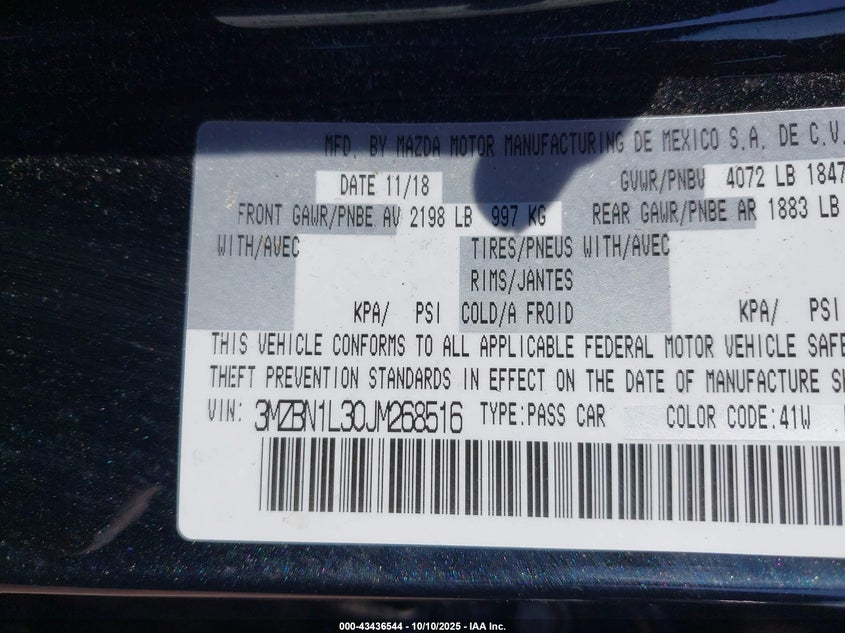 MFD. BY MAZDA MOTOR MANUFACTURING DE MEXICO S.A. DE C.V.
DATE 11/18 GVWR/PNBV 4072 LB 1847
FRONT GAWR/PNBE AV 2198 LB 997 KG REAR GAWR/PNBE AR 1883 LB
WITH/AVEC TIRES/PNEUS WITH/AVEC
RIMS/JANTES
KPA/ PSI COLD/A FROID KPA/ PSI
THIS VEHICLE CONFORMS TO ALL APPLICABLE FEDERAL MOTOR VEHICLE SAFE
THEFT PREVENTION STANDARDS IN EFFECT ON THE DATE OF MANUFACTURE SH
VIN: 3MZBN1L30JM268516 TYPE:PASS CAR COLOR CODE:41W
000-43436544 - 10/10/2025 - IAA Inc.